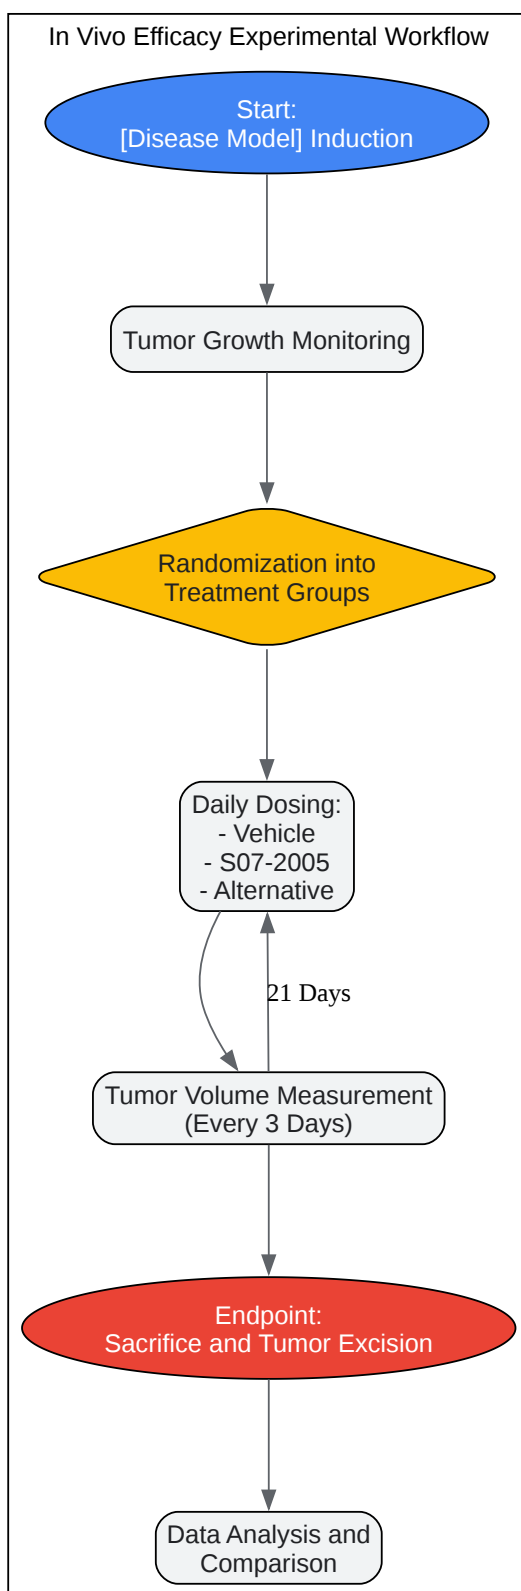 In Vivo Efficacy Experimental Workflow
Start:
[Disease Model] Induction
Tumor Growth Monitoring
Randomization into
Treatment Groups
Daily Dosing:
- Vehicle
- S07-2005
- Alternative
21 Days
Tumor Volume Measurement
(Every 3 Days)
Endpoint:
Sacrifice and Tumor Excision
Data Analysis and
Comparison